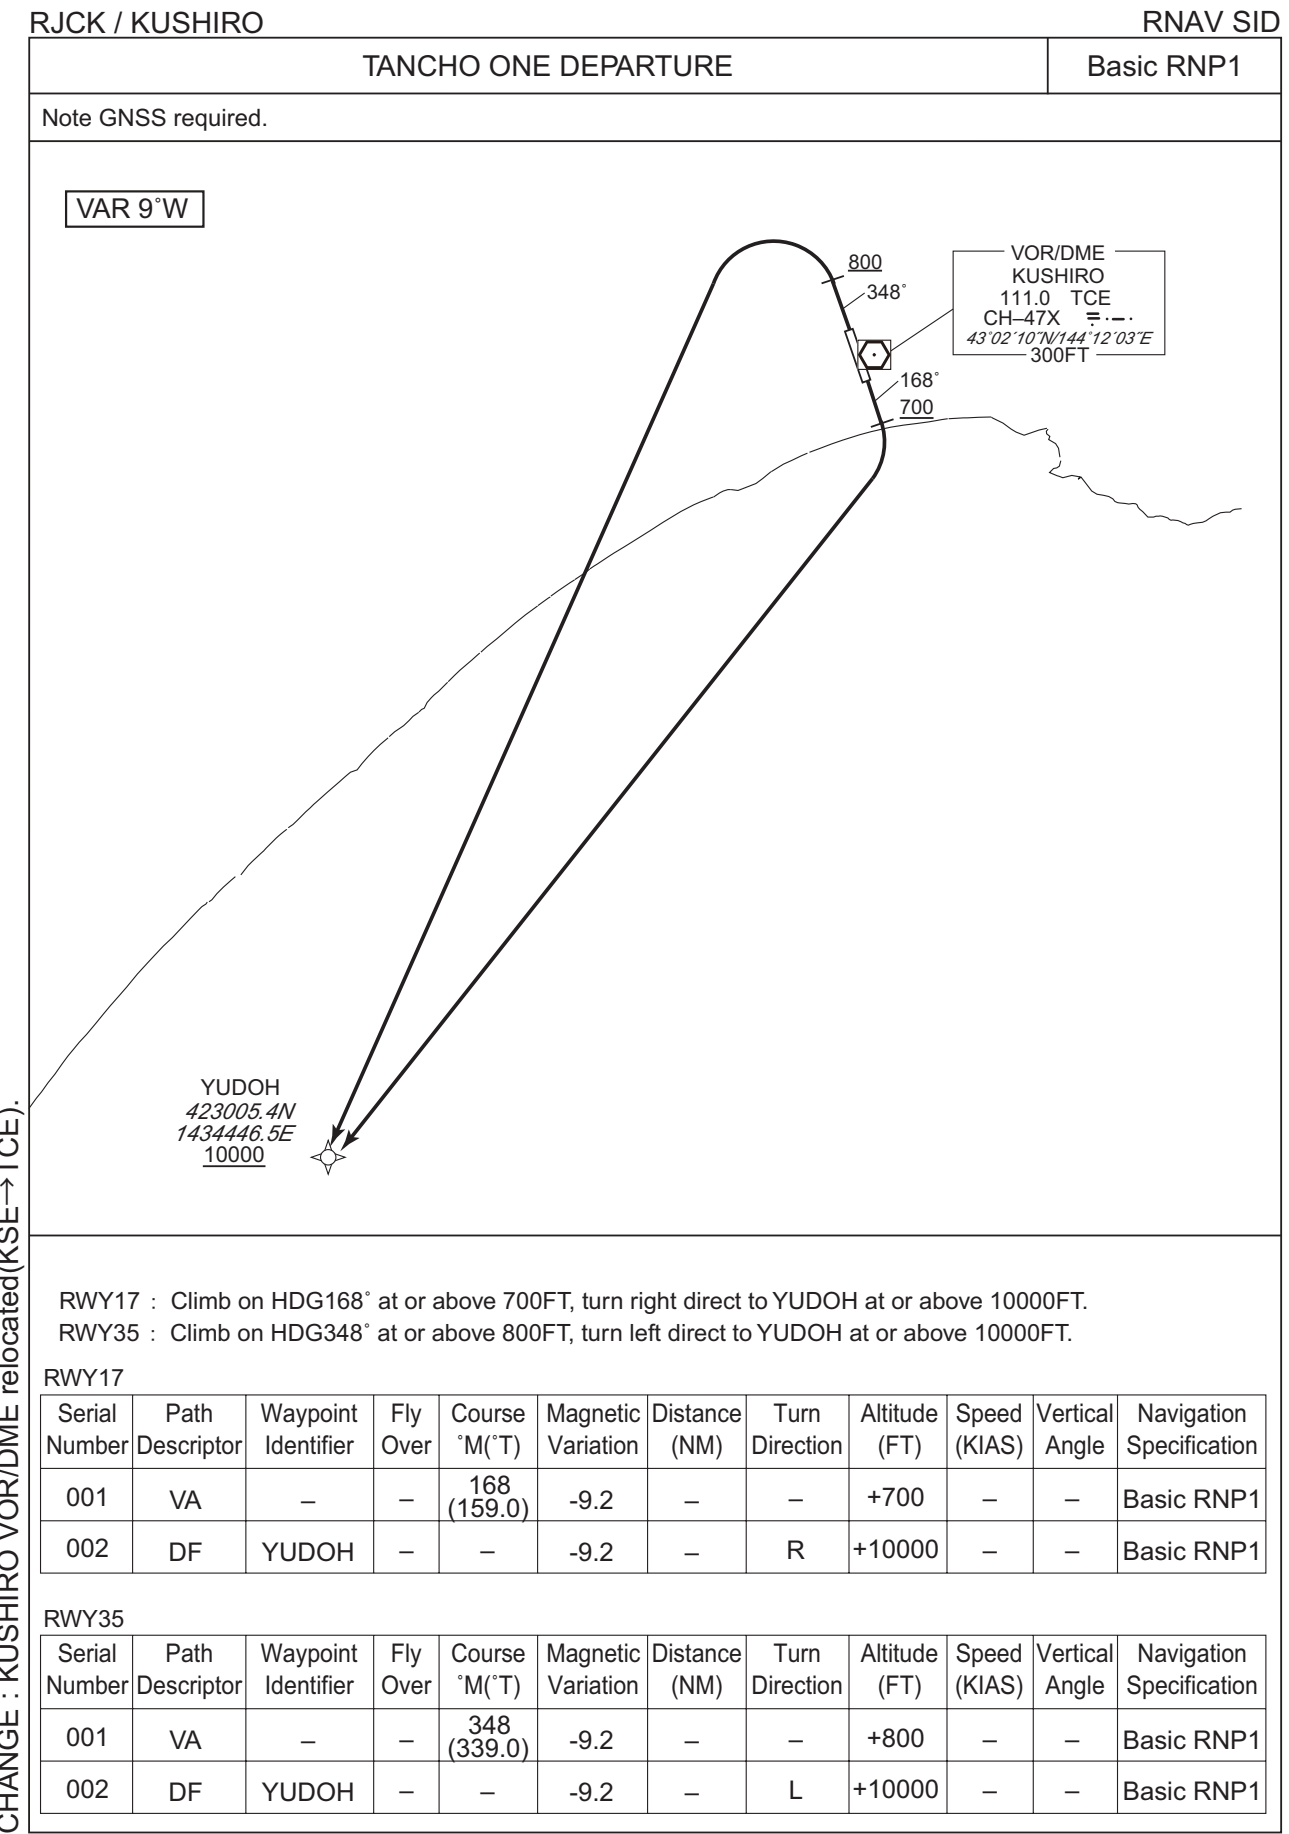 RJCK / KUSHIRO
RNAV SID
TANCHO ONE DEPARTURE
Basic RNP1
Note GNSS required.
VAR 9˚W
800
348˚
VOR/DME
KUSHIRO
111.0 TCE
CH–47X
43˚02´10˝N/144˚12´03˝E
300FT
168˚
700
YUDOH
423005.4N
1434446.5E
10000
RWY17 : Climb on HDG168˚ at or above 700FT, turn right direct to YUDOH at or above 10000FT.
RWY35 : Climb on HDG348˚ at or above 800FT, turn left direct to YUDOH at or above 10000FT.
RWY17
Serial Path Waypoint Fly Course Magnetic Distance Turn Altitude Speed Vertical Navigation
Number Descriptor Identifier Over ˚M(˚T) Variation (NM) Direction (FT) (KIAS) Angle Specification
001 VA – – 168 (159.0) -9.2 – – +700 – – Basic RNP1
002 DF YUDOH – – -9.2 – R +10000 – – Basic RNP1
RWY35
Serial Path Waypoint Fly Course Magnetic Distance Turn Altitude Speed Vertical Navigation
Number Descriptor Identifier Over ˚M(˚T) Variation (NM) Direction (FT) (KIAS) Angle Specification
001 VA – – 348 (339.0) -9.2 – – +800 – – Basic RNP1
002 DF YUDOH – – -9.2 – L +10000 – – Basic RNP1
CHANGE : KUSHIRO VOR/DME relocated(KSE→TCE).